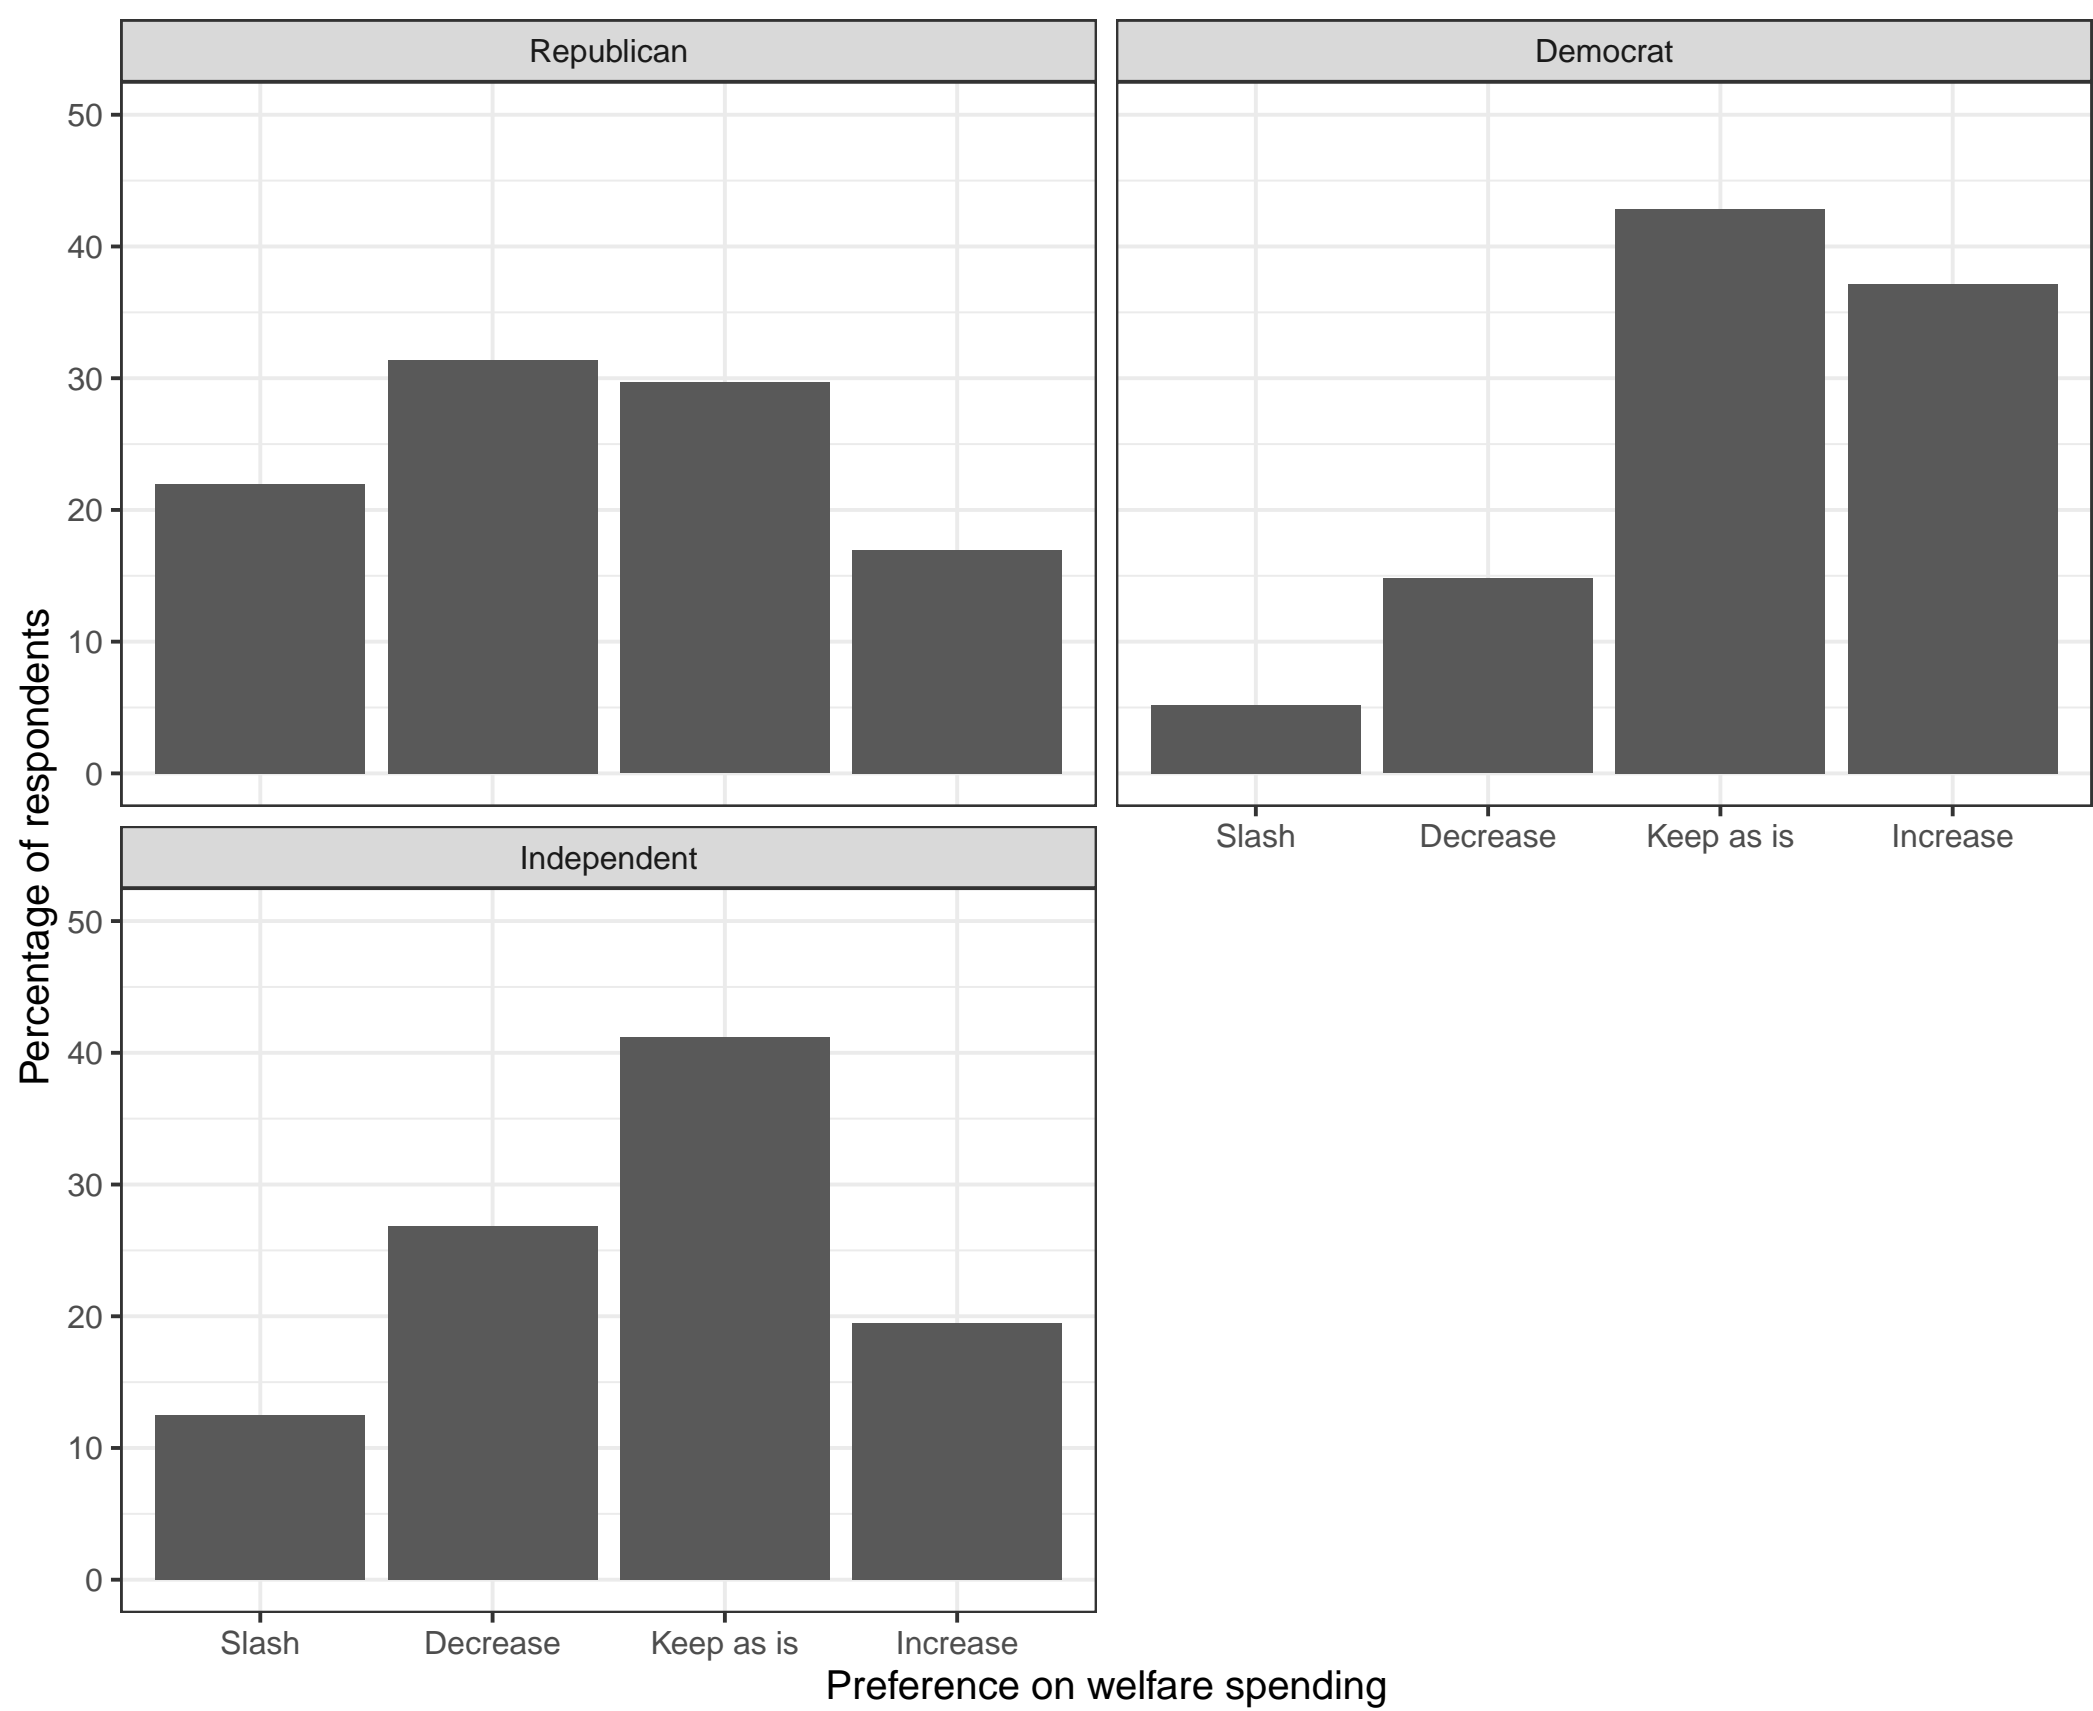 Republican
Democrat
50
40
30
20
10
0
Slash Decrease Keep as is Increase
Independent
50
40
30
20
10
0
Slash Decrease Keep as is Increase
Percentage of respondents
Preference on welfare spending